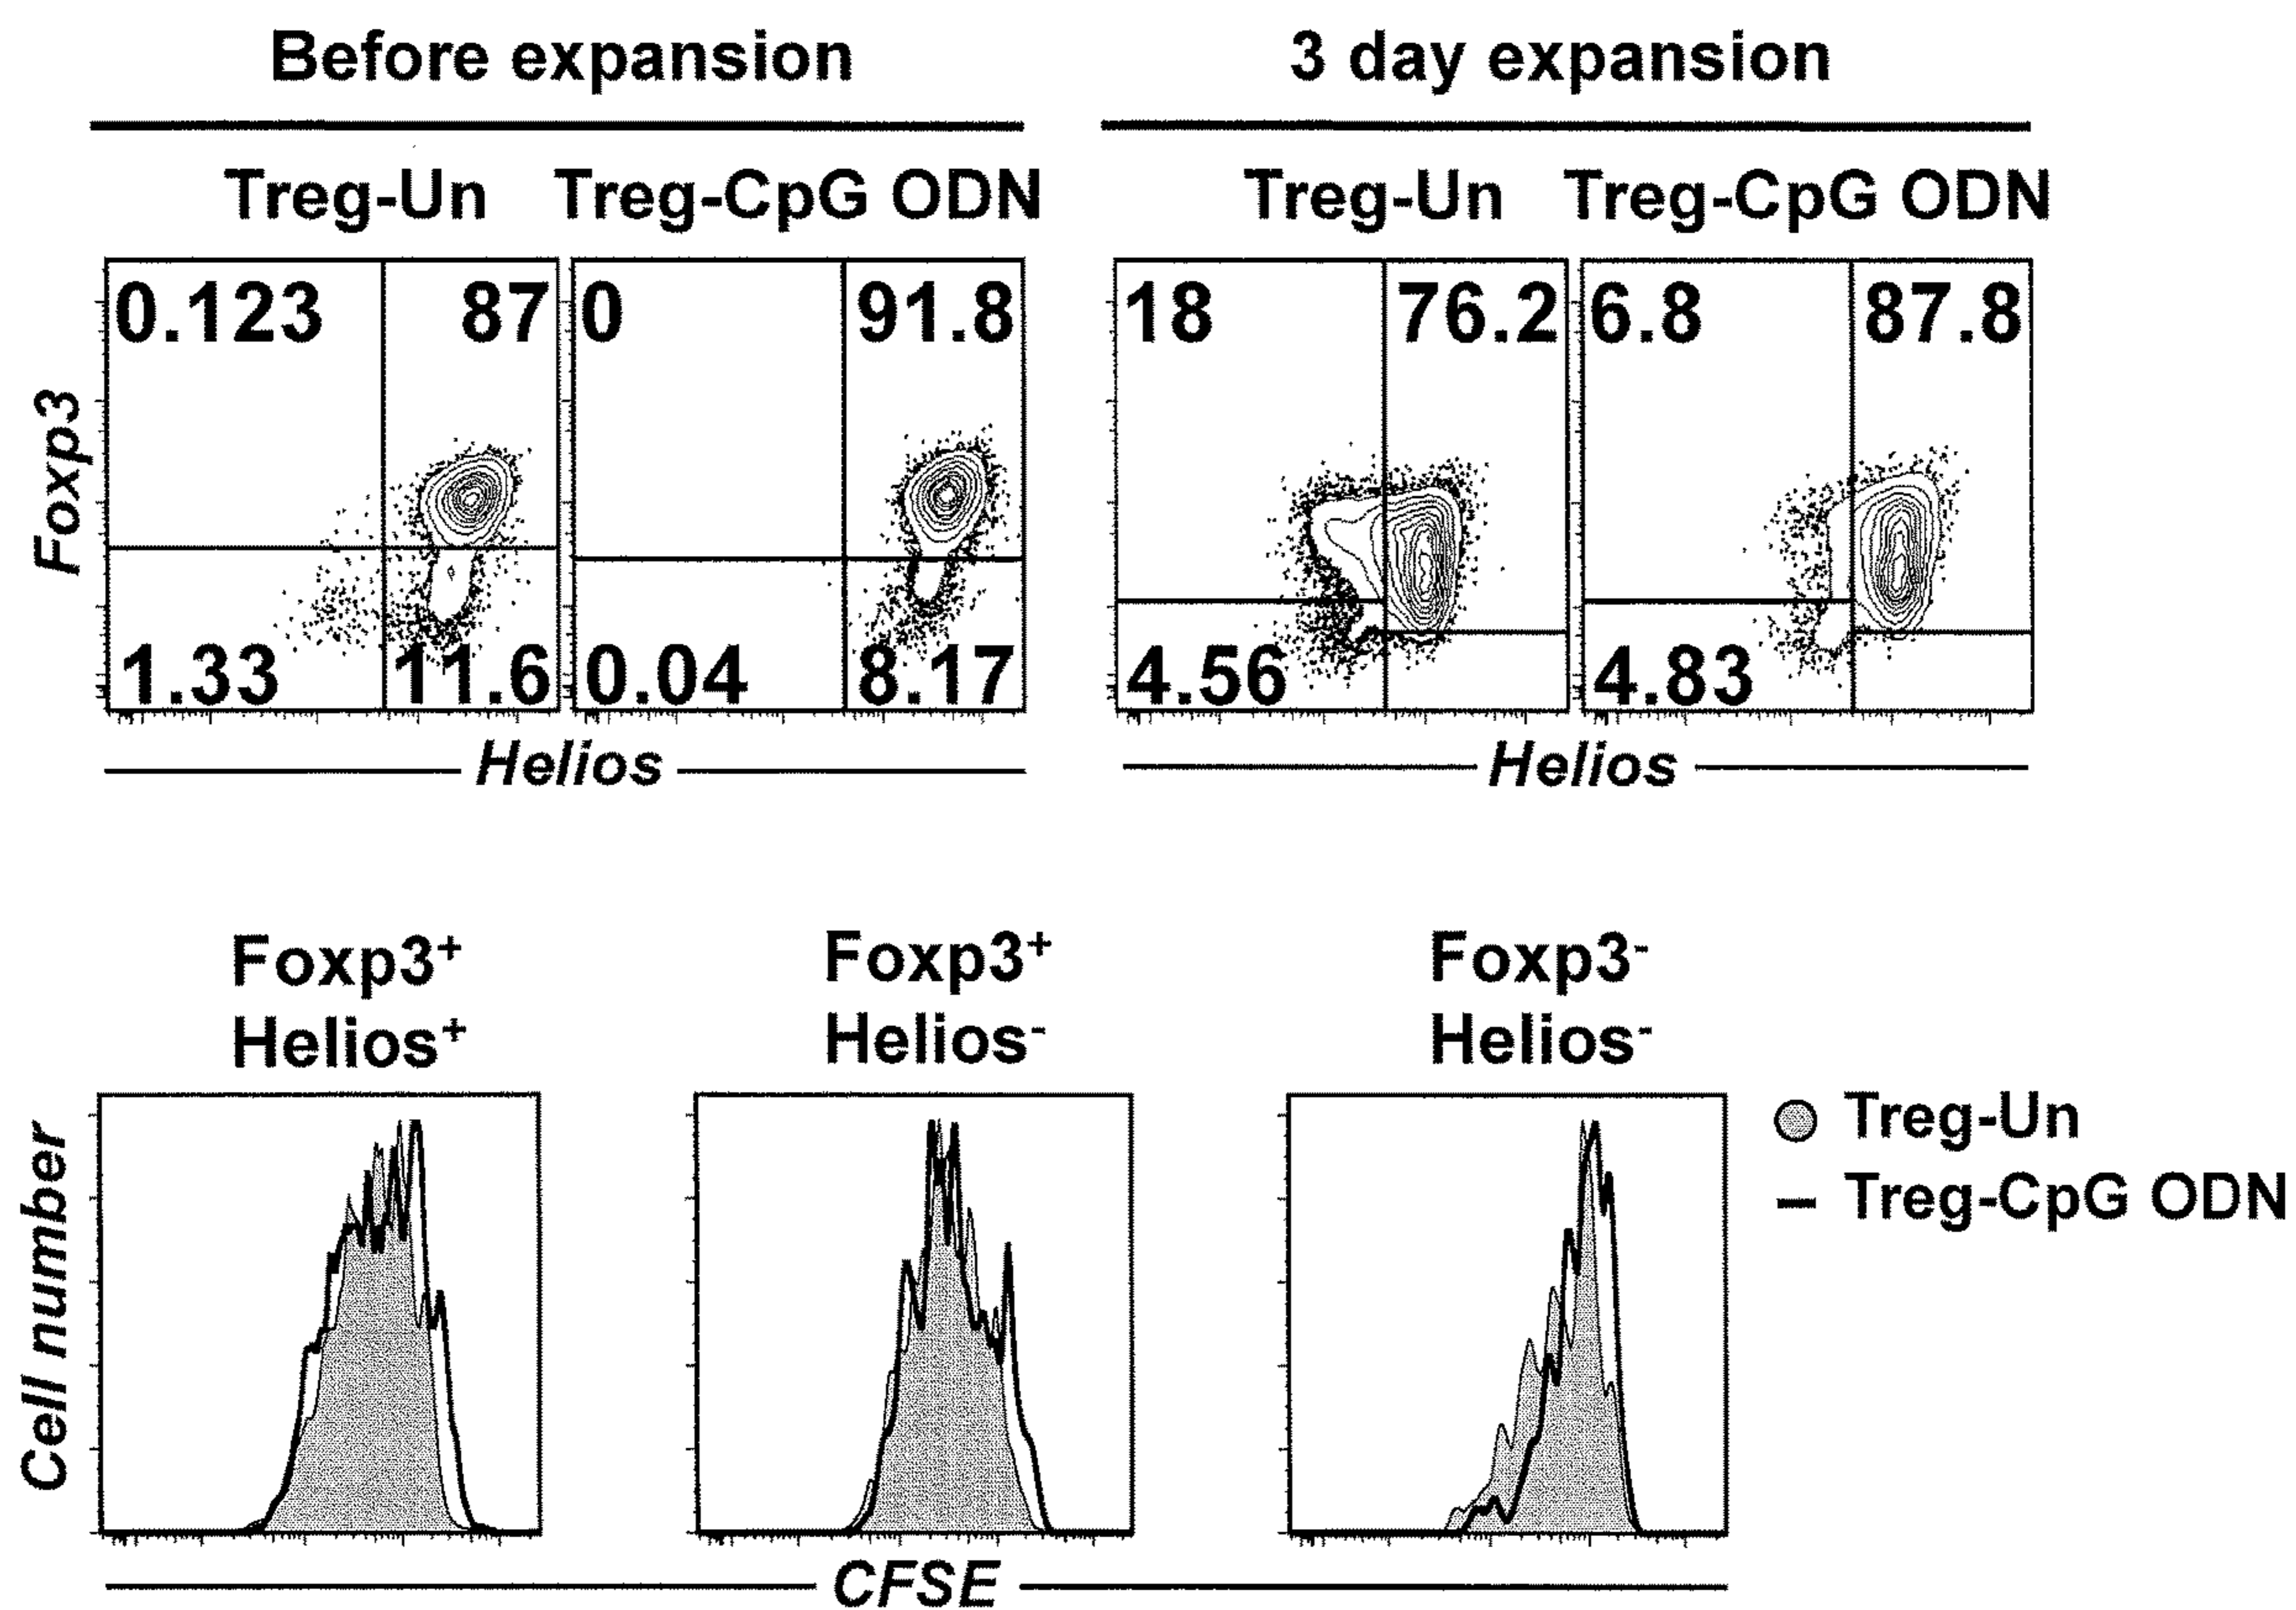 Before expansion
3 day expansion
Treg-Un
Treg-CpG ODN
Treg-Un
Treg-CpG ODN
Foxp3
0.123
87
0
91.8
18
76.2
6.8
87.8
1.33
11.6
0.04
8.17
4.56
4.83
Helios
Helios
Foxp3⁺
Helios⁺
Foxp3⁺
Helios⁻
Foxp3⁻
Helios⁻
Cell number
Treg-Un
Treg-CpG ODN
CFSE